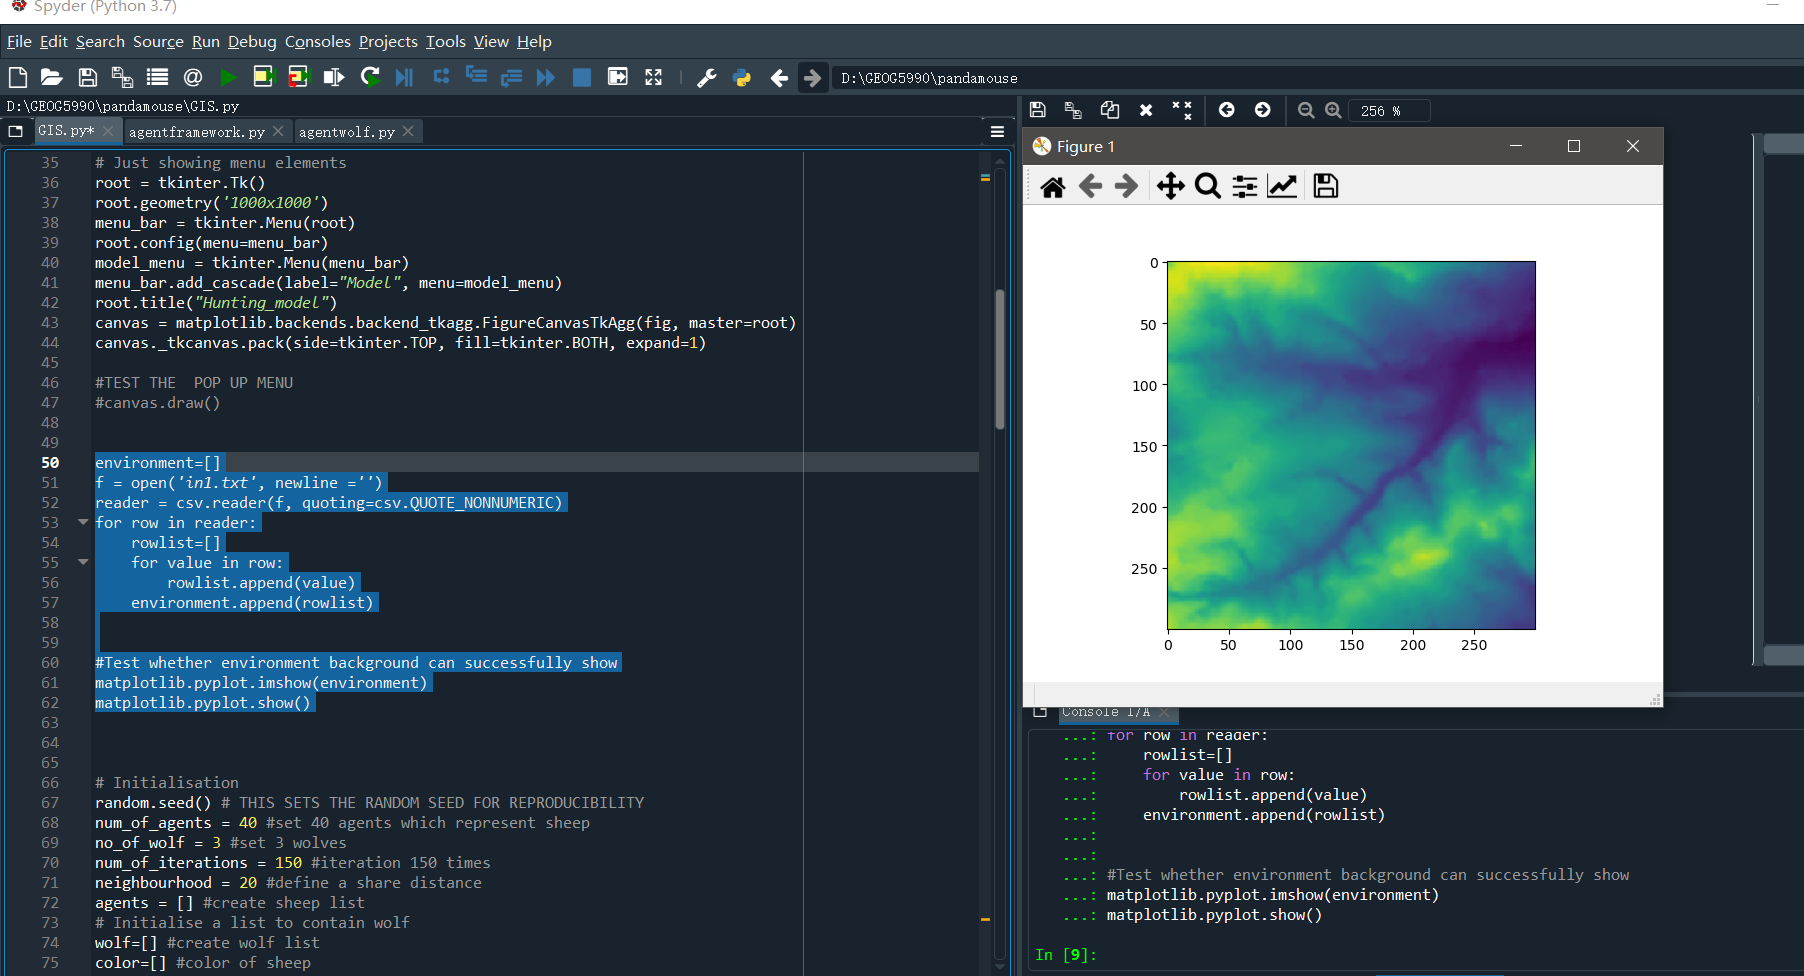 Spyder (Python 3.7)
File Edit Search Source Run Debug Consoles Projects Tools View Help
D:\GEOG5990\pandamouse
D:\GEOG5990\pandamouse\GIS.py
GIS.py* agentframework.py agentwolf.py
256 %
35 # Just showing menu elements
36 root = tkinter.Tk()
37 root.geometry('1000x1000')
38 menu_bar = tkinter.Menu(root)
39 root.config(menu=menu_bar)
40 model_menu = tkinter.Menu(menu_bar)
41 menu_bar.add_cascade(label="Model", menu=model_menu)
42 root.title("Hunting_model")
43 canvas = matplotlib.backends.backend_tkagg.FigureCanvasTkAgg(fig, master=root)
44 canvas._tkcanvas.pack(side=tkinter.TOP, fill=tkinter.BOTH, expand=1)
45
46 #TEST THE  POP UP MENU
47 #canvas.draw()
48
49
50 environment=[]
51 f = open('in1.txt', newline ='')
52 reader = csv.reader(f, quoting=csv.QUOTE_NONNUMERIC)
53 for row in reader:
54     rowlist=[]
55     for value in row:
56         rowlist.append(value)
57     environment.append(rowlist)
58
59
60 #Test whether environment background can successfully show
61 matplotlib.pyplot.imshow(environment)
62 matplotlib.pyplot.show()
63
64
65
66 # Initialisation
67 random.seed() # THIS SETS THE RANDOM SEED FOR REPRODUCIBILITY
68 num_of_agents = 40 #set 40 agents which represent sheep
69 no_of_wolf = 3 #set 3 wolves
70 num_of_iterations = 150 #iteration 150 times
71 neighbourhood = 20 #define a share distance
72 agents = [] #create sheep list
73 # Initialise a list to contain wolf
74 wolf=[] #create wolf list
75 color=[] #color of sheep
Figure 1
0
50
100
150
200
250
0 50 100 150 200 250
Console 1/A
...: for row in reader:
...:     rowlist=[]
...:     for value in row:
...:         rowlist.append(value)
...:     environment.append(rowlist)
...:
...:
...: #Test whether environment background can successfully show
...: matplotlib.pyplot.imshow(environment)
...: matplotlib.pyplot.show()
In [9]: